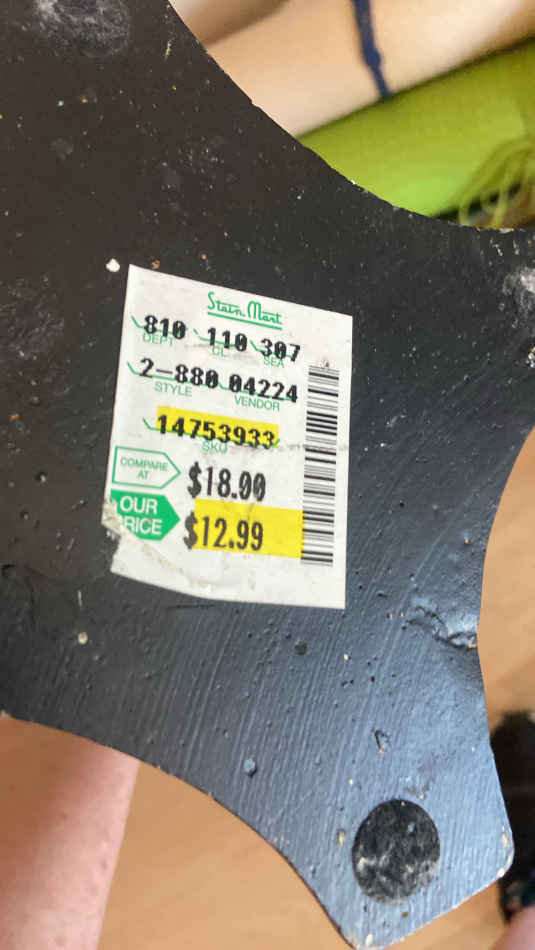 Stein Mart
810 110 307
DEPT CL SEA
2-880 04224
STYLE VENDOR
14753933
SKU
COMPARE
AT
$18.00
OUR
PRICE
$12.99